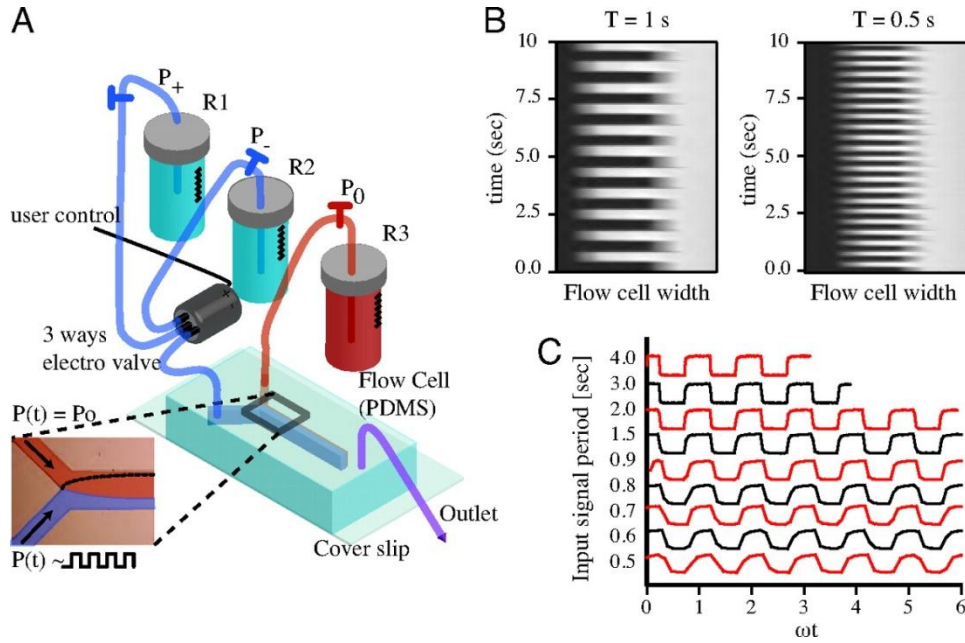 A
P+
R1
P-
R2
P0
R3
user control
3 ways
electro valve
Flow Cell
(PDMS)
P(t) = Po
Outlet
Cover slip
P(t) ~
B
T = 1 s
T = 0.5 s
10
7.5
5.0
2.5
0.0
time (sec)
Flow cell width
10
7.5
5.0
2.5
0.0
time (sec)
Flow cell width
C
Input signal period [sec]
4.0
3.0
2.0
1.5
0.9
0.8
0.7
0.6
0.5
0 1 2 3 4 5 6
ωt